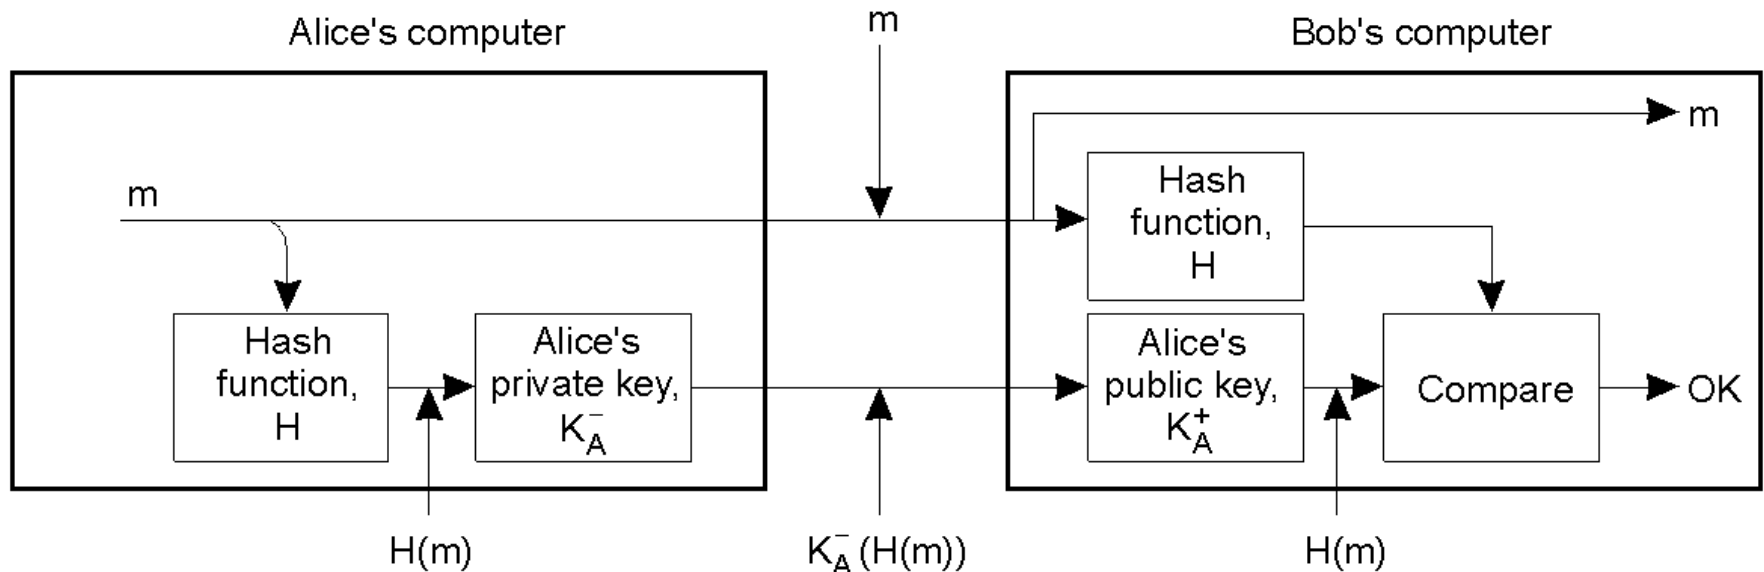 Alice's computer
m
Bob's computer
m
m
Hash
function,
H
Hash
function,
H
Alice's
private key,
K_A^-
Alice's
public key,
K_A^+
Compare
OK
H(m)
K_A^-(H(m))
H(m)